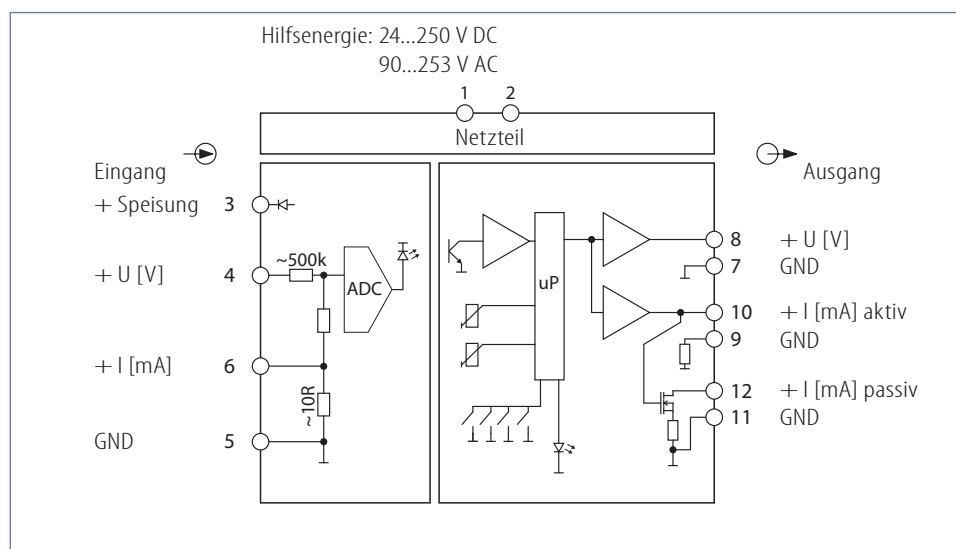 Hilfsenergie: 24...250 V DC
90...253 V AC
1 2
Netzteil
Eingang
Ausgang
+ Speisung 3
+ U [V] 4
~500k
ADC
+ I [mA] 6
~10R
GND 5
uP
8 + U [V]
7 GND
10 + I [mA] aktiv
9 GND
12 + I [mA] passiv
11 GND